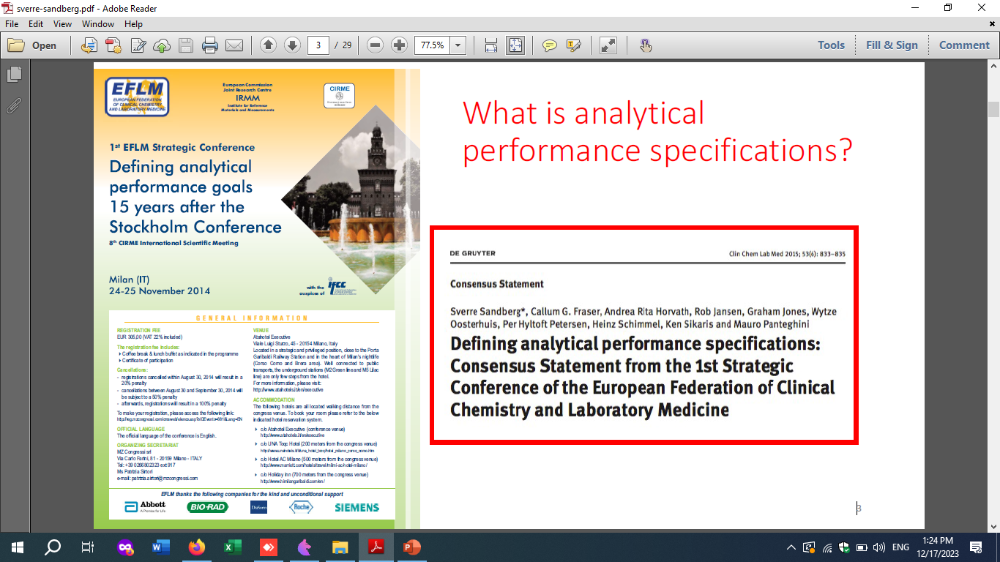 sverre-sandberg.pdf - Adobe Reader
File Edit View Window Help
Open
3 / 29
77.5%
Tools Fill & Sign Comment
EFLM
EUROPEAN FEDERATION
OF CLINICAL CHEMISTRY
AND LABORATORY MEDICINE
European Commission
Joint Research Centre
IRMM
Institute for Reference
Materials and Measurements
CIRME
1st EFLM Strategic Conference
Defining analytical
performance goals
15 years after the
Stockholm Conference
8th CIRME International Scientific Meeting
Milan (IT)
24-25 November 2014
with the
auspices of
ifcc
GENERAL INFORMATION
REGISTRATION FEE
EUR 305,00 (VAT 22% included)
The registration fee includes:
Coffee break & lunch buffet as indicated in the programme
Certificate of participation
Cancellations:
- registrations cancelled within August 30, 2014 will result in a
20% penalty
- cancellations between August 30 and September 30, 2014 will
be subject to a 50% penalty
- afterwards, registrations will result in a 100% penalty
To make your registration, please access the following link:
OFFICIAL LANGUAGE
The official language of the conference is English.
ORGANIZING SECRETARIAT
MZ Congressi srl
Via Carlo Farini, 81 - 20159 Milano - ITALY
Tel: +39 0266802323 ext 917
Ms Patrizia Sirtori
e-mail: patrizia.sirtori@mzcongressi.com
VENUE
Atahotel Executive
Viale Luigi Sturzo, 45 - 20154 Milano, Italy
Located in a strategic and privileged position, close to the Porta
Garibaldi Railway Station and in the heart of Milan's nightlife
(Corso Como and Brera area). Well connected to public
transports, the underground stations (M2 Green line and M5 Lilac
line) are only few steps from the hotel.
For more information, please visit:
http://www.atahotels.it/en/executive
ACCOMMODATION
The following hotels are all located walking distance from the
congress venue. To book your room please refer to the below
indicated hotel reservation system.
c/o Atahotel Executive (conference venue)
http://www.atahotels.it/en/executive
c/o UNA Tocq Hotel (200 meters from the congress venue)
c/o Hotel AC Milano (500 meters from the congress venue)
http://www.marriott.com/hotels/travel/milmi-ac-hotel-milano/
c/o Holiday Inn (700 meters from the congress venue)
http://www.himilangaribaldi.com/en/
EFLM thanks the following companies for the kind and unconditional support
Abbott
A Promise for Life
BIO-RAD
DiaSorin
Roche
SIEMENS
What is analytical
performance specifications?
DE GRUYTER
Clin Chem Lab Med 2015; 53(6): 833–835
Consensus Statement
Sverre Sandberg*, Callum G. Fraser, Andrea Rita Horvath, Rob Jansen, Graham Jones, Wytze
Oosterhuis, Per Hyltoft Petersen, Heinz Schimmel, Ken Sikaris and Mauro Panteghini
Defining analytical performance specifications:
Consensus Statement from the 1st Strategic
Conference of the European Federation of Clinical
Chemistry and Laboratory Medicine
3
ENG
1:24 PM
12/17/2023